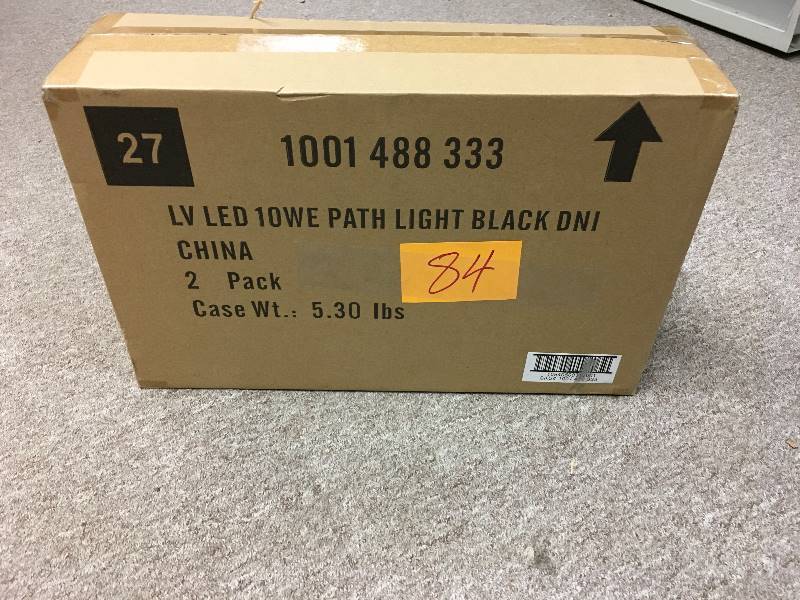 27
1001 488 333
LV LED 10WE PATH LIGHT BLACK DNI
CHINA
84
2 Pack
Case Wt.: 5.30 lbs